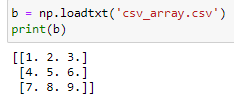 b = np.loadtxt('csv_array.csv')
print(b)
[[1. 2. 3.]
 [4. 5. 6.]
 [7. 8. 9.]]